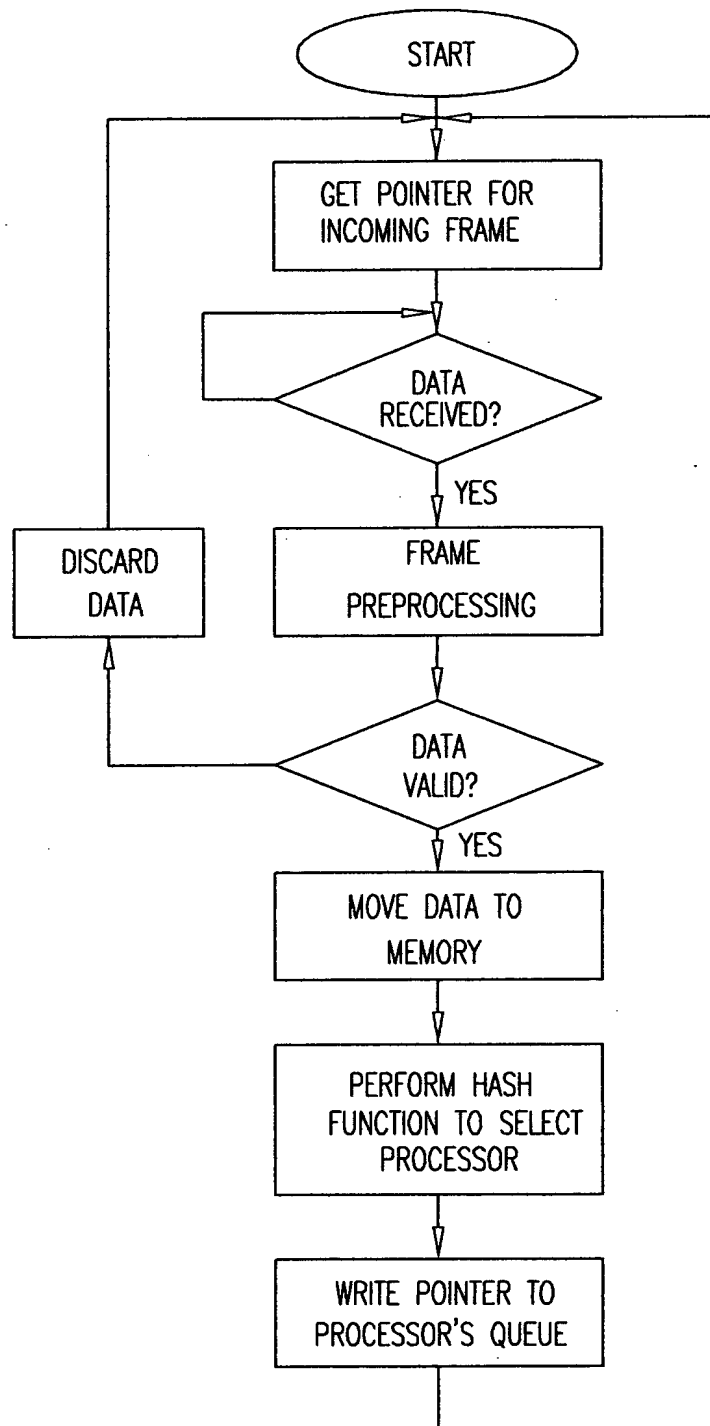 START
GET POINTER FOR
INCOMING FRAME
DATA
RECEIVED?
YES
FRAME
PREPROCESSING
DISCARD
DATA
DATA
VALID?
YES
MOVE DATA TO
MEMORY
PERFORM HASH
FUNCTION TO SELECT
PROCESSOR
WRITE POINTER TO
PROCESSOR'S QUEUE